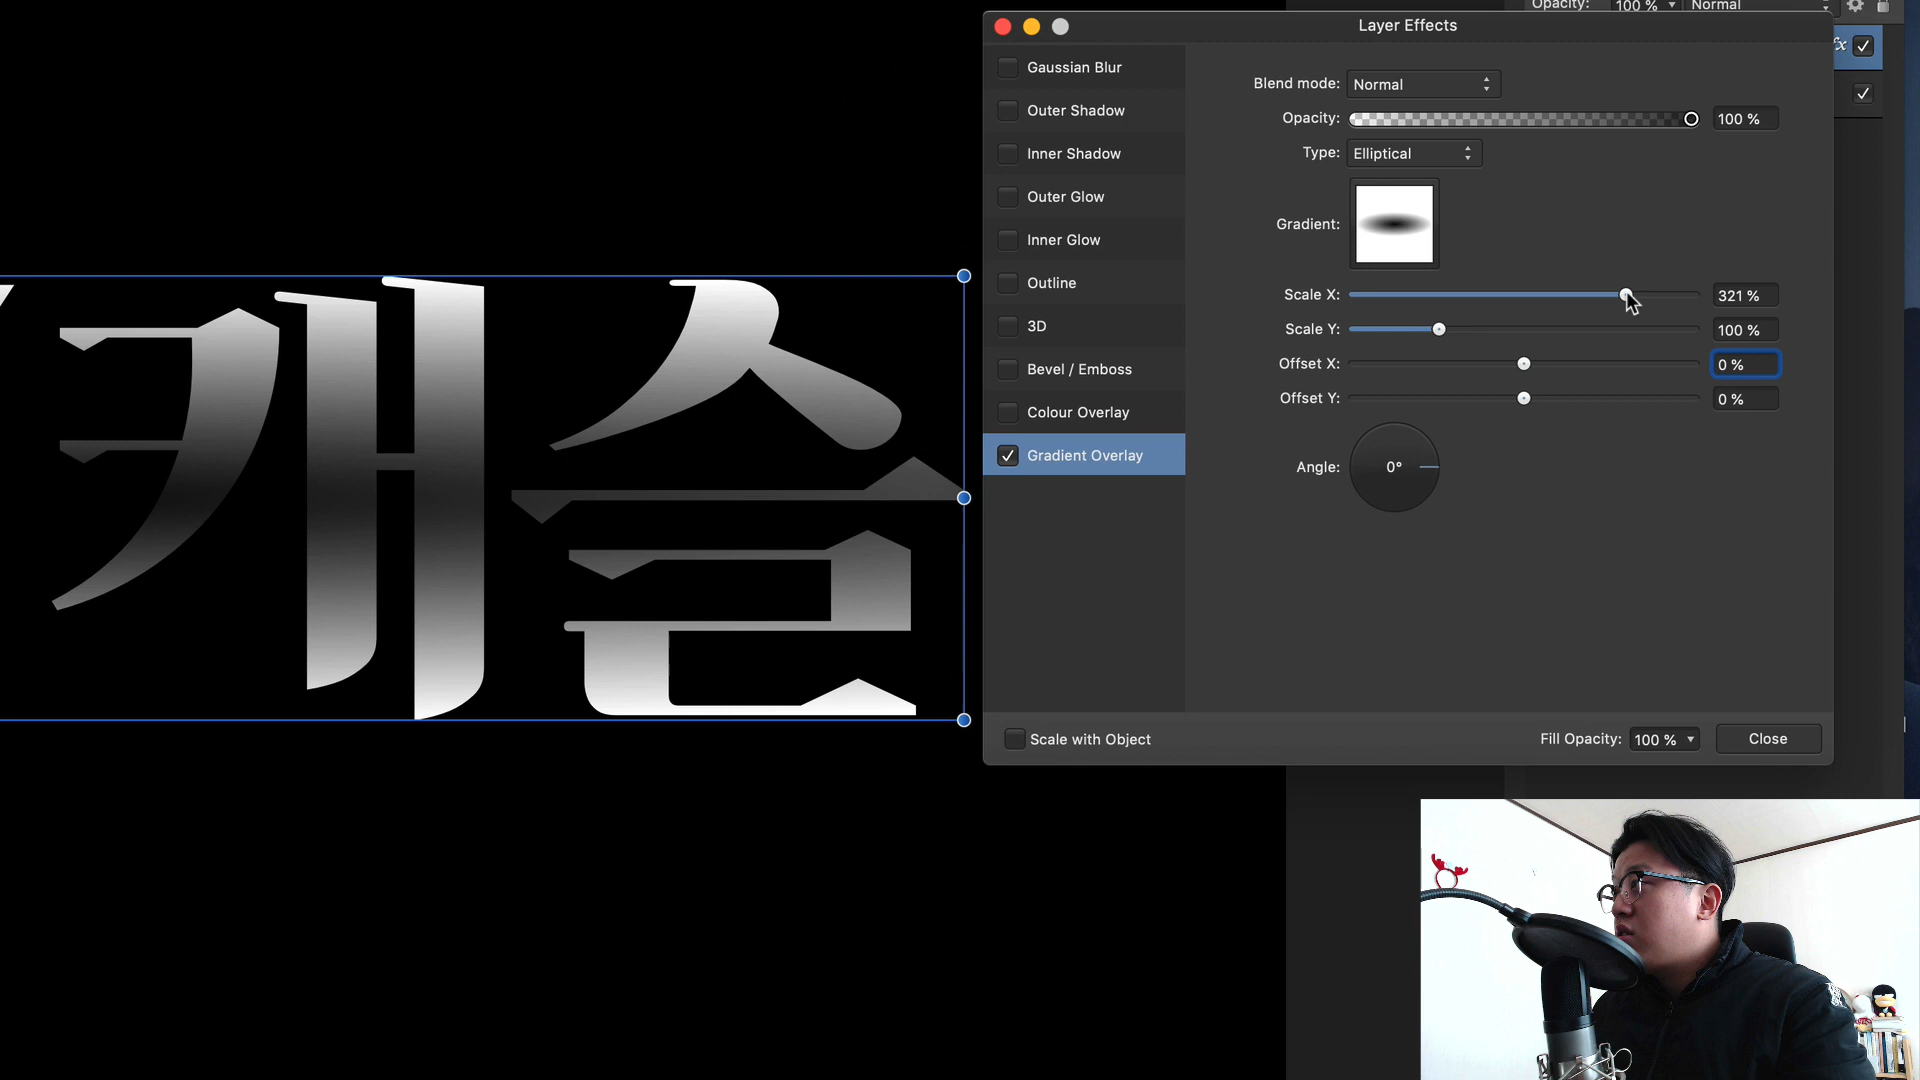 Opacity: 100 % Normal
Layer Effects
fx
Gaussian Blur
Outer Shadow
Inner Shadow
Outer Glow
Inner Glow
Outline
3D
Bevel / Emboss
Colour Overlay
Gradient Overlay
Blend mode: Normal
Opacity: 100 %
Type: Elliptical
Gradient:
Scale X: 321 %
Scale Y: 100 %
Offset X: 0 %
Offset Y: 0 %
Angle: 0°
Scale with Object
Fill Opacity: 100 %
Close
캐슬